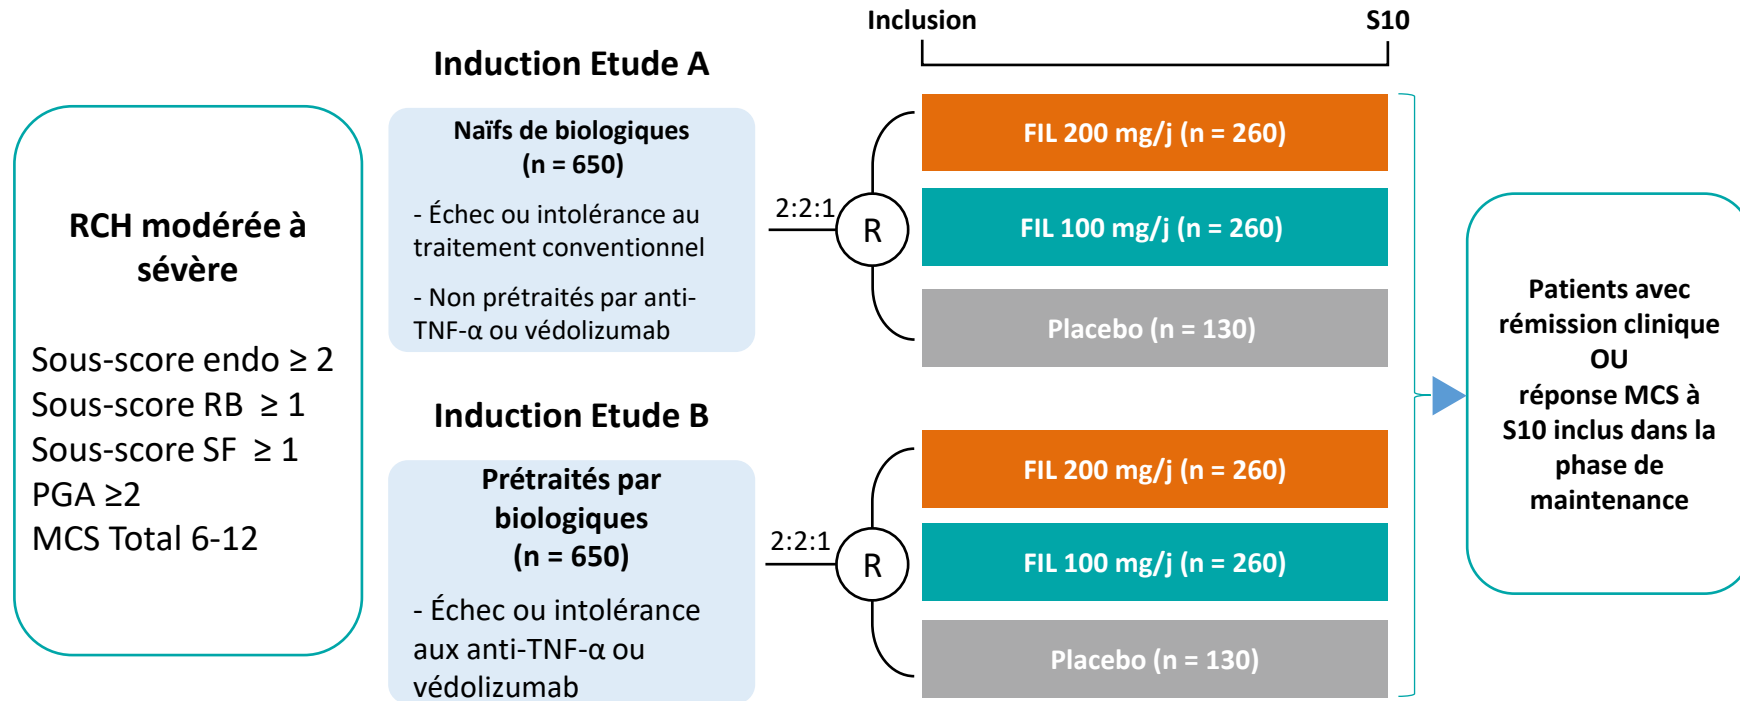 RCH modérée à
sévère
Sous-score endo ≥ 2
Sous-score RB ≥ 1
Sous-score SF ≥ 1
PGA ≥2
MCS Total 6-12
Induction Etude A
Naïfs de biologiques
(n = 650)
- Échec ou intolérance au
traitement conventionnel
- Non prétraités par anti-
TNF-α ou védolizumab
2:2:1
R
Inclusion
S10
FIL 200 mg/j (n = 260)
FIL 100 mg/j (n = 260)
Placebo (n = 130)
Induction Etude B
Prétraités par
biologiques
(n = 650)
- Échec ou intolérance
aux anti-TNF-α ou
védolizumab
2:2:1
R
FIL 200 mg/j (n = 260)
FIL 100 mg/j (n = 260)
Placebo (n = 130)
Patients avec
rémission clinique
OU
réponse MCS à
S10 inclus dans la
phase de
maintenance